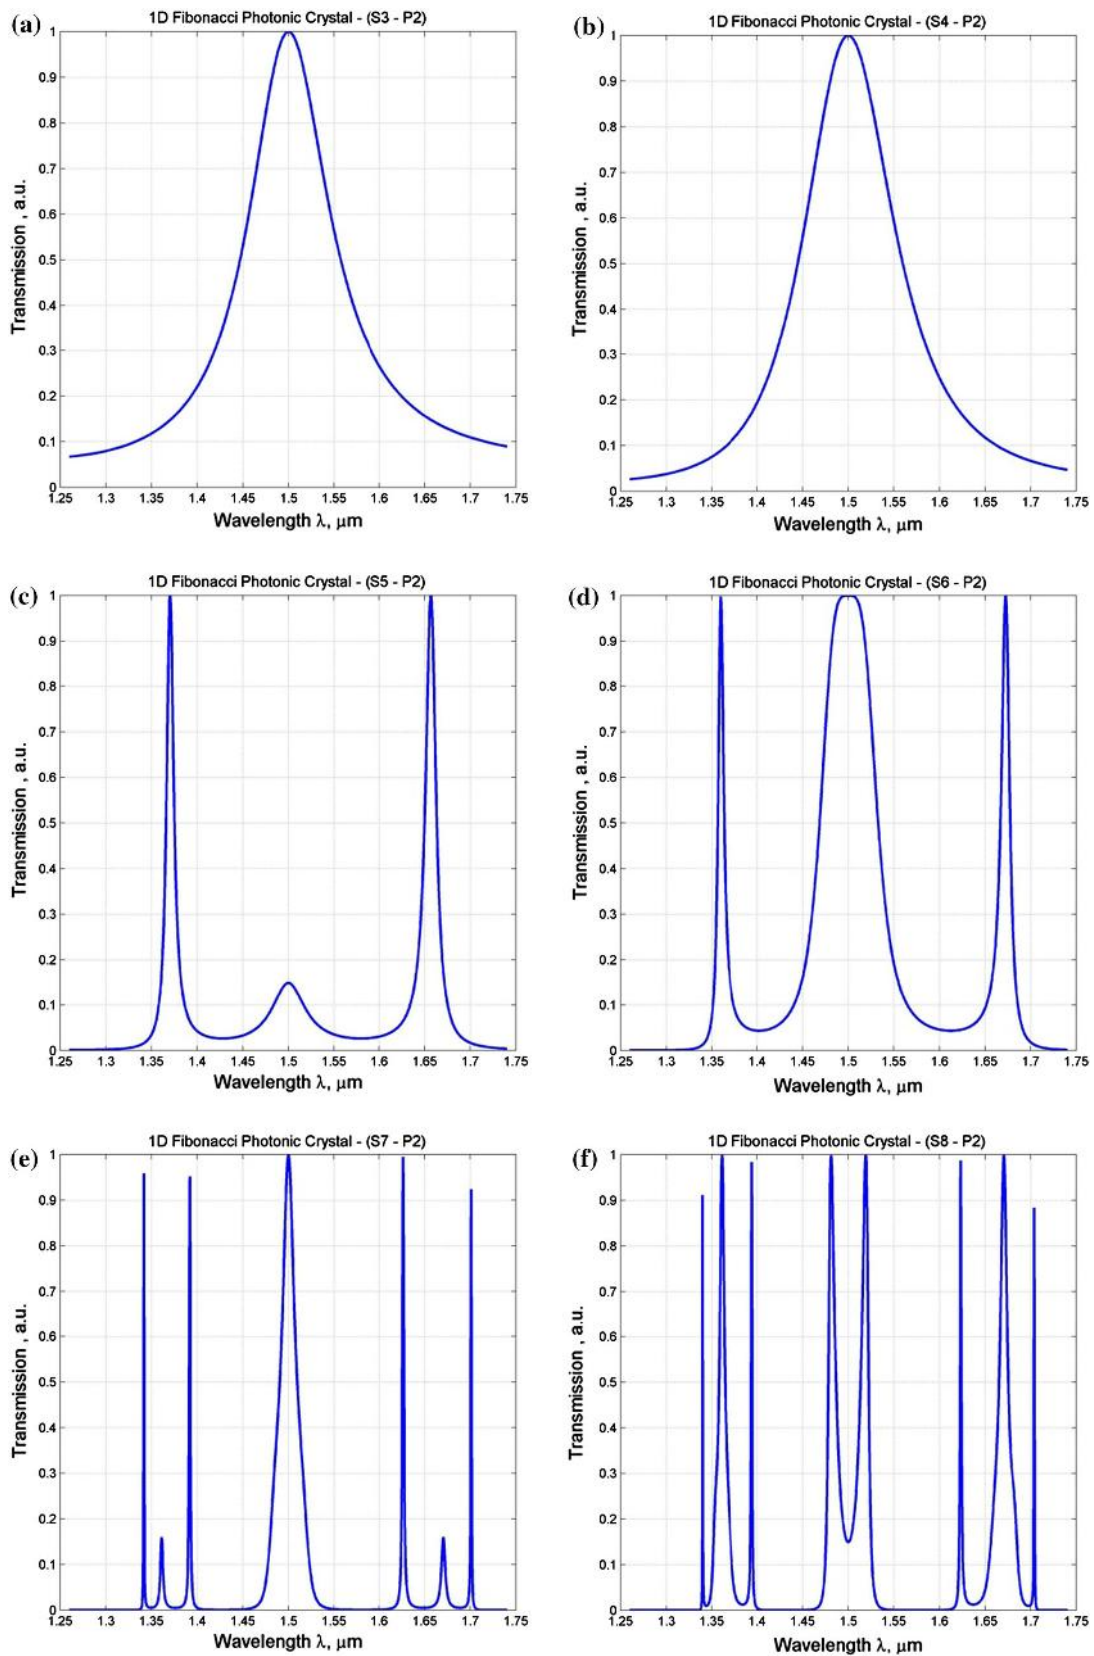 (a)
1D Fibonacci Photonic Crystal - (S3 - P2)
1
0.9
0.8
0.7
0.6
0.5
0.4
0.3
0.2
0.1
0
Transmission , a.u.
1.25 1.3 1.35 1.4 1.45 1.5 1.55 1.6 1.65 1.7 1.75
Wavelength λ, μm
(b)
1D Fibonacci Photonic Crystal - (S4 - P2)
1
0.9
0.8
0.7
0.6
0.5
0.4
0.3
0.2
0.1
0
Transmission , a.u.
1.25 1.3 1.35 1.4 1.45 1.5 1.55 1.6 1.65 1.7 1.75
Wavelength λ, μm
(c)
1D Fibonacci Photonic Crystal - (S5 - P2)
1
0.9
0.8
0.7
0.6
0.5
0.4
0.3
0.2
0.1
0
Transmission , a.u.
1.25 1.3 1.35 1.4 1.45 1.5 1.55 1.6 1.65 1.7 1.75
Wavelength λ, μm
(d)
1D Fibonacci Photonic Crystal - (S6 - P2)
1
0.9
0.8
0.7
0.6
0.5
0.4
0.3
0.2
0.1
0
Transmission , a.u.
1.25 1.3 1.35 1.4 1.45 1.5 1.55 1.6 1.65 1.7 1.75
Wavelength λ, μm
(e)
1D Fibonacci Photonic Crystal - (S7 - P2)
1
0.9
0.8
0.7
0.6
0.5
0.4
0.3
0.2
0.1
0
Transmission , a.u.
1.25 1.3 1.35 1.4 1.45 1.5 1.55 1.6 1.65 1.7 1.75
Wavelength λ, μm
(f)
1D Fibonacci Photonic Crystal - (S8 - P2)
1
0.9
0.8
0.7
0.6
0.5
0.4
0.3
0.2
0.1
0
Transmission , a.u.
1.25 1.3 1.35 1.4 1.45 1.5 1.55 1.6 1.65 1.7 1.75
Wavelength λ, μm